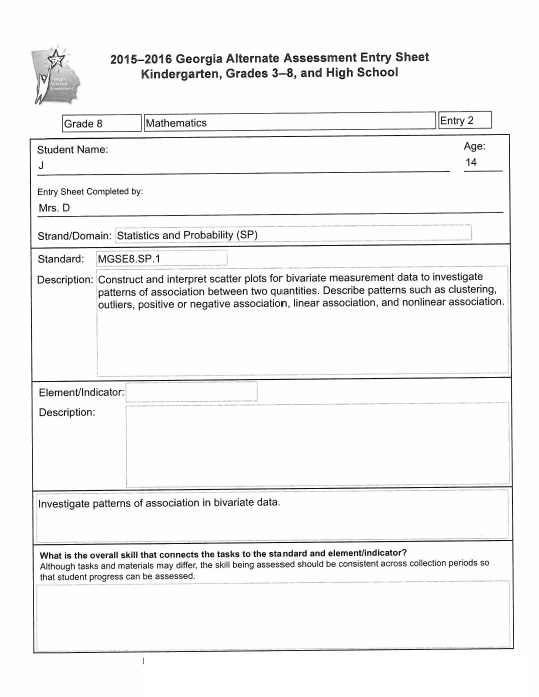 2015–2016 Georgia Alternate Assessment Entry Sheet
Kindergarten, Grades 3–8, and High School
Grade 8 Mathematics Entry 2
Student Name: Age:
J 14
Entry Sheet Completed by:
Mrs. D
Strand/Domain: Statistics and Probability (SP)
Standard: MGSE8.SP.1
Description: Construct and interpret scatter plots for bivariate measurement data to investigate
patterns of association between two quantities. Describe patterns such as clustering,
outliers, positive or negative association, linear association, and nonlinear association.
Element/Indicator:
Description:
Investigate patterns of association in bivariate data.
What is the overall skill that connects the tasks to the standard and element/indicator?
Although tasks and materials may differ, the skill being assessed should be consistent across collection periods so
that student progress can be assessed.